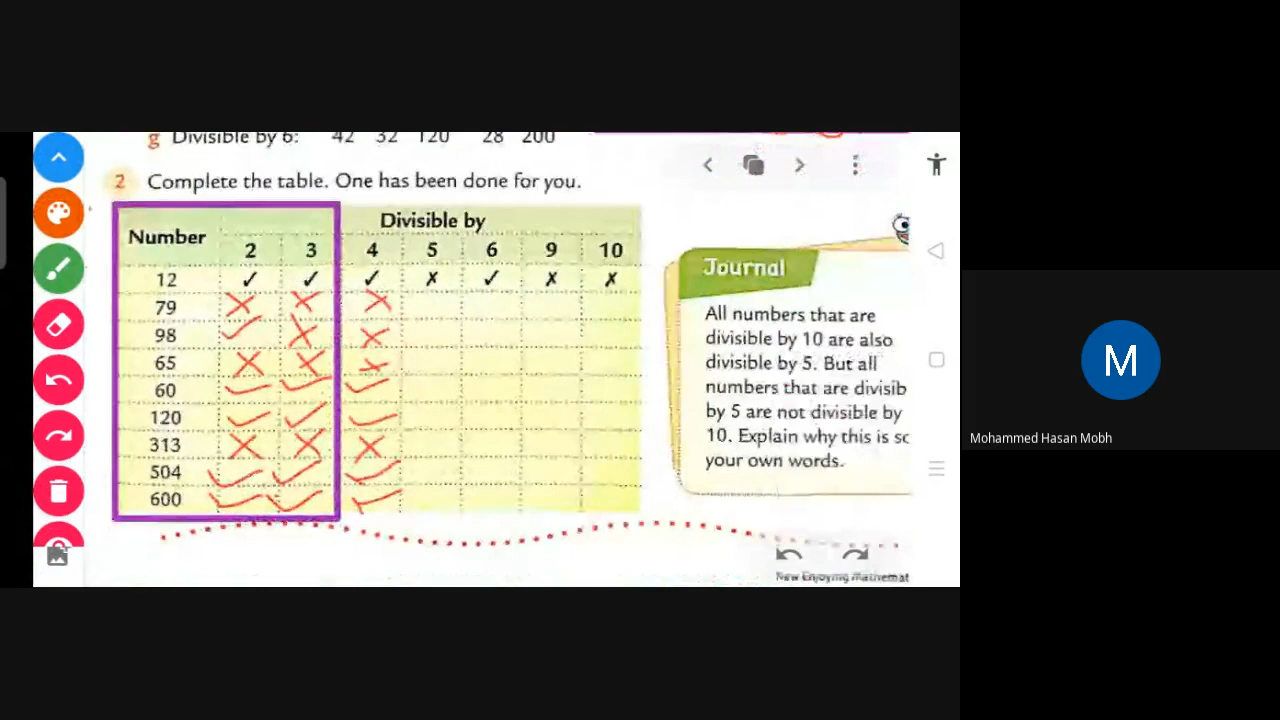 g Divisible by 6: 42 32 120 28 200
2 Complete the table. One has been done for you.
Number Divisible by
2 3 4 5 6 9 10
12 ✓ ✓ ✓ ✗ ✓ ✗ ✗
79 ✗ ✗ ✗
98 ✓ ✗ ✗
65 ✗ ✗ ✗
60 ✓ ✓ ✓
120 ✓ ✓ ✓
313 ✗ ✗ ✗
504 ✓ ✓ ✓
600 ✓ ✓ ✓
Journal
All numbers that are
divisible by 10 are also
divisible by 5. But all
numbers that are divisib
by 5 are not divisible by
10. Explain why this is so
your own words.
New Enjoying Mathemat
M
Mohammed Hasan Mobh